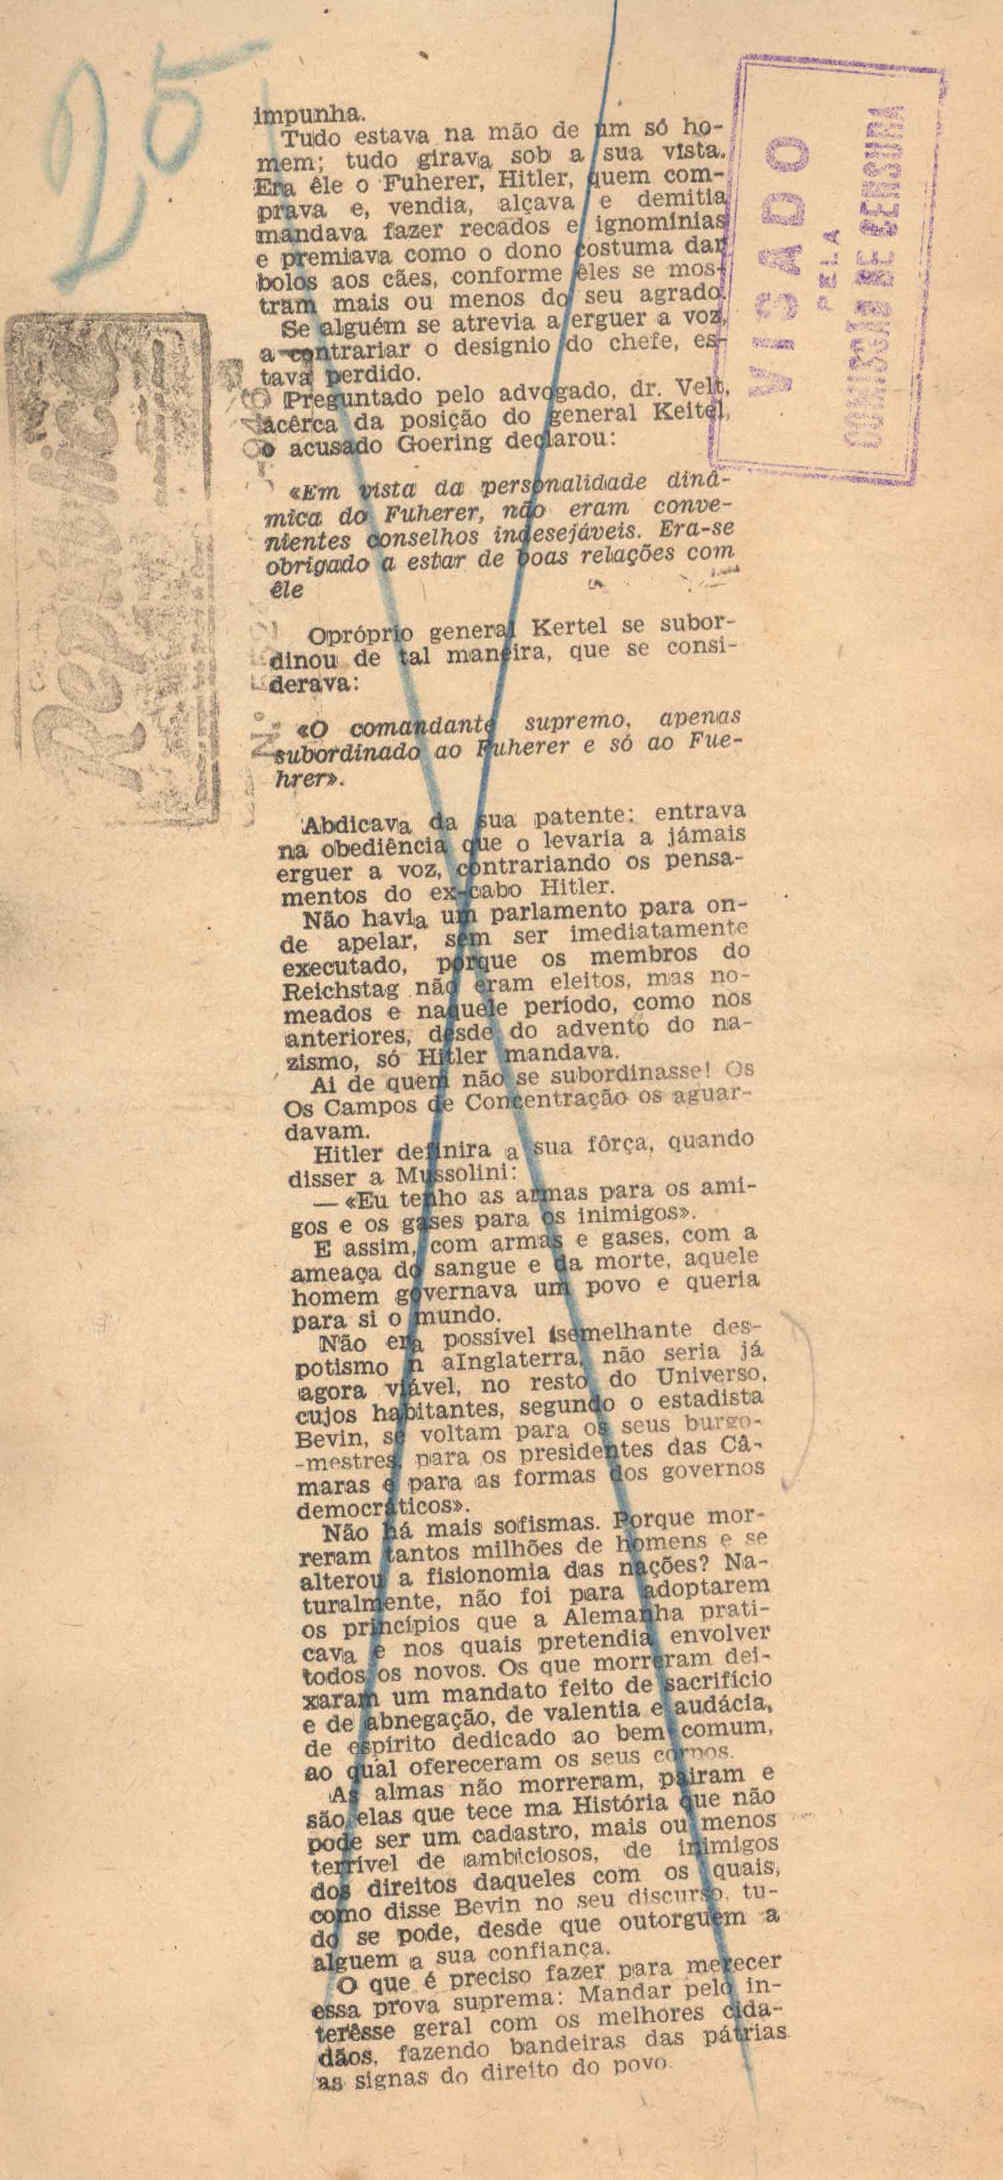 25
VISADO
PELA
COMISSÃO DE CENSURA
República
impunha.
Tudo estava na mão de um só ho-
mem; tudo girava sob a sua vista.
Era êle o Fuherer, Hitler, quem com-
prava e, vendia, alçava e demitia
mandava fazer recados e ignomínias
e premiava como o dono costuma dar
bolos aos cães, conforme êles se mos-
tram mais ou menos do seu agrado.
Se alguém se atrevia a erguer a voz,
a contrariar o designio do chefe, es-
tava perdido.
Preguntado pelo advogado, dr. Velt,
acêrca da posição do general Keitel,
o acusado Goering declarou:
«Em vista da personalidade dinâ-
mica do Fuherer, não eram conve-
nientes conselhos indesejáveis. Era-se
obrigado a estar de boas relações com
êle
Opróprio general Kertel se subor-
dinou de tal maneira, que se consi-
derava:
«O comandante supremo, apenas
subordinado ao Fuherer e só ao Fue-
hrer».
Abdicava da sua patente; entrava
na obediência que o levaria a jámais
erguer a voz, contrariando os pensa-
mentos do ex-cabo Hitler.
Não havia um parlamento para on-
de apelar, sem ser imediatamente
executado, porque os membros do
Reichstag não eram eleitos, mas no-
meados e naquele período, como nos
anteriores, desde do advento do na-
zismo, só Hitler mandava.
Ai de quem não se subordinasse! Os
Os Campos de Concentração os aguar-
davam.
Hitler definira a sua fôrça, quando
disser a Mussolini:
—«Eu tenho as armas para os ami-
gos e os gases para os inimigos».
E assim, com armas e gases, com a
ameaça do sangue e da morte, aquele
homem governava um povo e queria
para si o mundo.
Não era possível semelhante des-
potismo n aInglaterra, não seria já
agora viável, no resto do Universo,
cujos habitantes, segundo o estadista
Bevin, se voltam para os seus burgo-
-mestres, para os presidentes das Câ-
maras e para as formas dos governos
democráticos».
Não há mais sofismas. Porque mor-
reram tantos milhões de homens e se
alterou a fisionomia das nações? Na-
turalmente, não foi para adoptarem
os princípios que a Alemanha prati-
cava e nos quais pretendia envolver
todos os novos. Os que morreram dei-
xaram um mandato feito de sacrifício
e de abnegação, de valentia e audácia,
de espírito dedicado ao bem comum,
ao qual ofereceram os seus corpos.
As almas não morreram, pairam e
são elas que tece ma História que não
pode ser um cadastro, mais ou menos
terrível de ambiciosos, de inimigos
dos direitos daqueles com os quais,
como disse Bevin no seu discurso, tu-
do se pode, desde que outorguem a
alguem a sua confiança.
O que é preciso fazer para merecer
essa prova suprema: Mandar pelo in-
terêsse geral com os melhores cida-
dãos, fazendo bandeiras das pátrias
as signas do direito do povo.